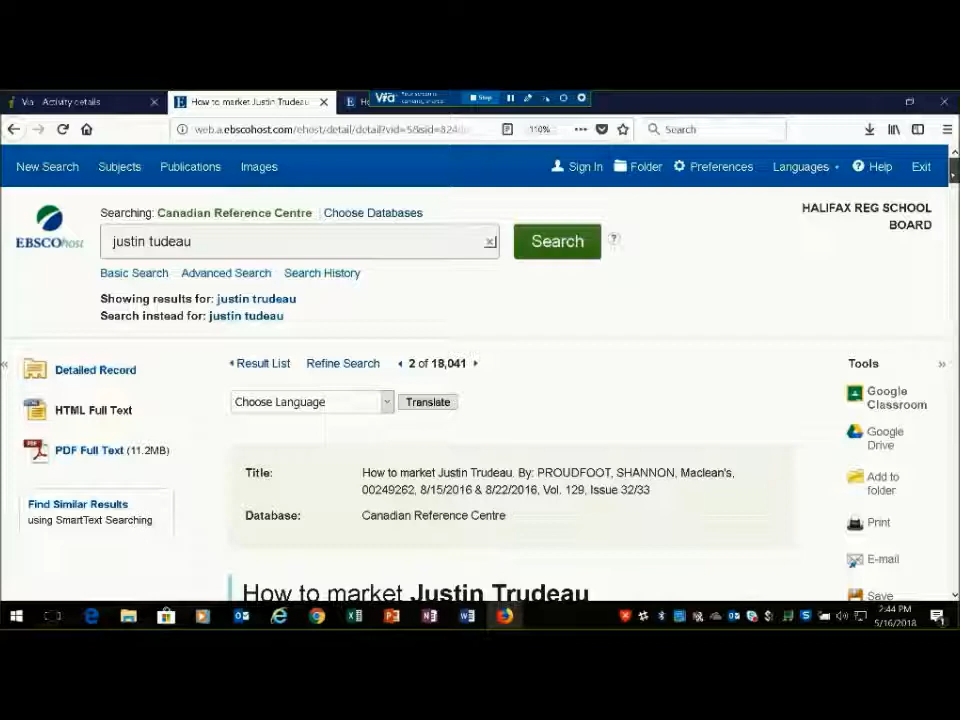 Via Activity details
How to market Justin Trudeau
Stop
web.a.ebscohost.com/ehost/detail/detail?vid=5&sid=824
110%
Search
New Search Subjects Publications Images Sign In Folder Preferences Languages Help Exit
Searching: Canadian Reference Centre Choose Databases
HALIFAX REG SCHOOL
BOARD
EBSCOhost
justin tudeau
Search
?
Basic Search Advanced Search Search History
Showing results for: justin trudeau
Search instead for: justin tudeau
Detailed Record
HTML Full Text
PDF Full Text (11.2MB)
Find Similar Results
using SmartText Searching
Result List Refine Search 2 of 18,041
Choose Language Translate
Title: How to market Justin Trudeau. By: PROUDFOOT, SHANNON, Maclean's,
00249262, 8/15/2016 & 8/22/2016, Vol. 129, Issue 32/33
Database: Canadian Reference Centre
How to market Justin Trudeau
Tools
Google
Classroom
Google
Drive
Add to
folder
Print
E-mail
Save
2:44 PM
5/16/2018